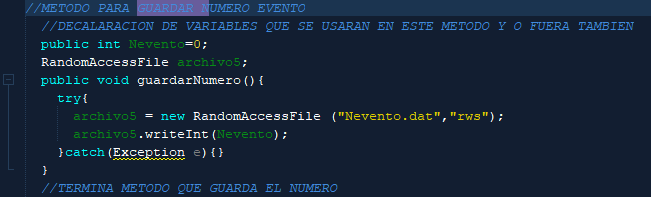 //METODO PARA GUARDAR NUMERO EVENTO
//DECALARACION DE VARIABLES QUE SE USARAN EN ESTE METODO Y O FUERA TAMBIEN
public int Nevento=0;
RandomAccessFile archivo5;
public void guardarNumero(){
try{
archivo5 = new RandomAccessFile ("Nevento.dat","rws");
archivo5.writeInt(Nevento);
}catch(Exception e){}
}
//TERMINA METODO QUE GUARDA EL NUMERO